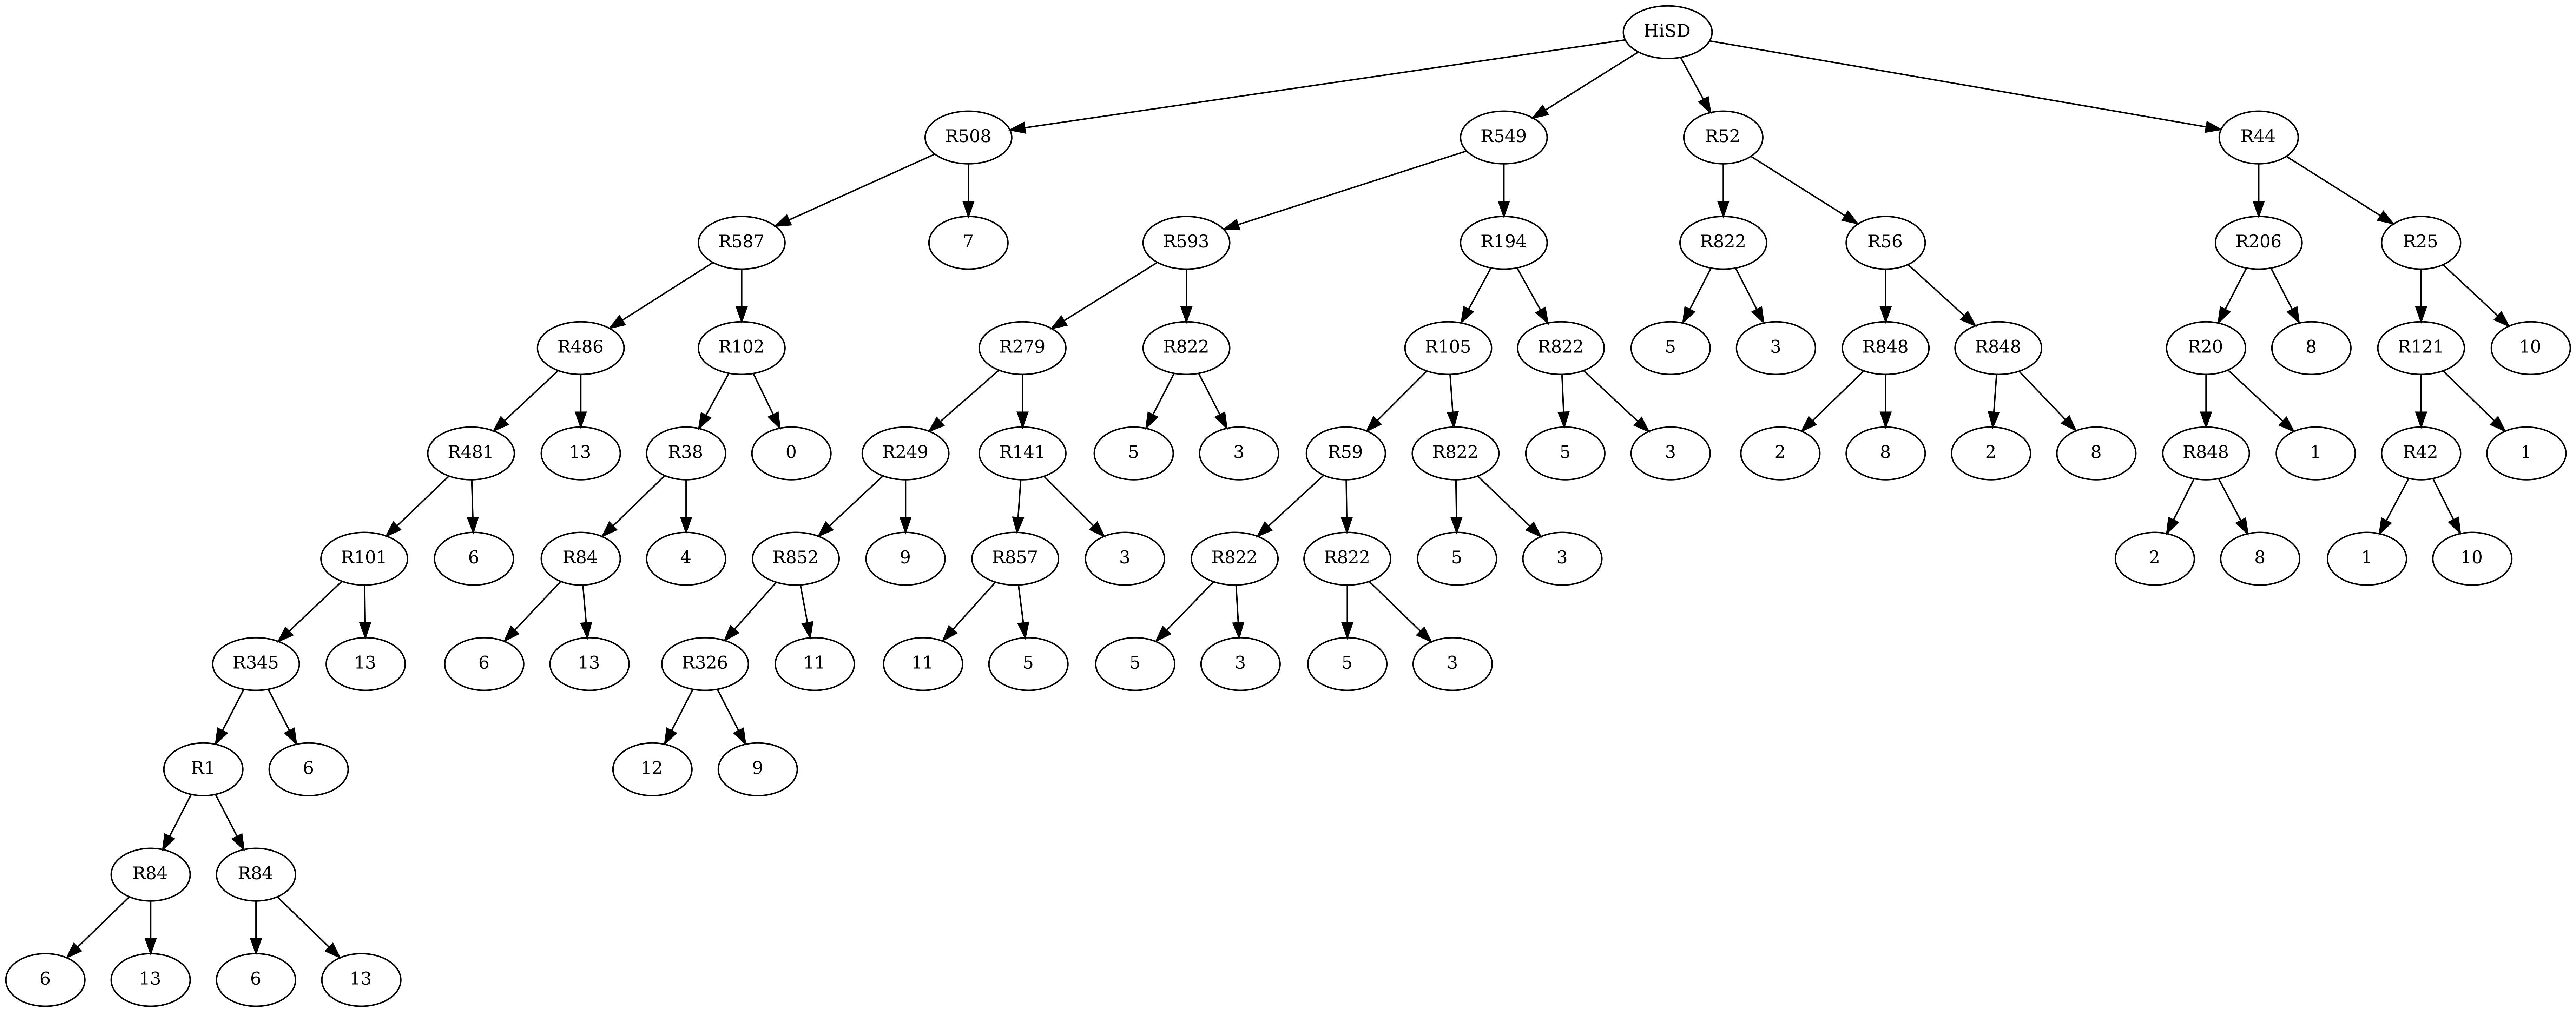 HiSD
R508 R549 R52 R44
R587 7 R593 R194 R822 R56 R206 R25
R486 R102 R279 R822 R105 R822 5 3 R848 R848 R20 8 R121 10
R481 13 R38 0 R249 R141 5 3 R59 R822 5 3 2 8 2 8 R848 1 R42 1
R101 6 R84 4 R852 9 R857 3 R822 R822 5 3 2 8 1 10
R345 13 6 13 R326 11 11 5 5 3 5 3
R1 6 12 9
R84 R84
6 13 6 13